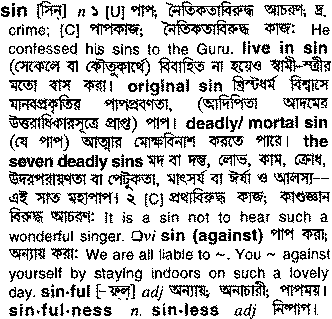 sin [সিন্] n ১ [U] পাপ, নৈতিকতাবিরুদ্ধ আচরণ; দ্র.
crime; [C] পাপকাজ; নৈতিকতাবিরুদ্ধ কাজ: He
confessed his sins to the Guru. live in sin
(সেকেলে বা কৌতুকার্থে) বিবাহিত না হয়েও স্বামী-স্ত্রীর
মতো বাস করা। original sin খ্রিস্টধর্ম বিশ্বাসে
মানবপ্রকৃতির পাপপ্রবণতা, (আদিপিতা আদমের
উত্তরাধিকারসূত্রে প্রাপ্ত) পাপ। deadly/ mortal sin
(যে পাপ) আত্মার মোক্ষবিনাশ করতে পারে। the
seven deadly sins মদ বা দম্ভ, লোভ, কাম, ক্রোধ,
উদরপরায়ণতা বা পেটুকতা, মাৎসর্য বা ঈর্ষা ও আলস্য—
এই সাত মহাপাপ। ২ [C] প্রথাবিরুদ্ধ কাজ; কাণ্ডজ্ঞান
বিরুদ্ধ আচরণ: It is a sin not to hear such a
wonderful singer. □vi sin (against) পাপ করা;
অন্যায় করা: We are all liable to ~. You ~ against
yourself by staying indoors on such a lovely
day. sin·ful [-ফ্‌ল্] adj অন্যায়; অনাচারী; পাপময়।
sin·ful·ness n. sin·less adj নিষ্পাপ।